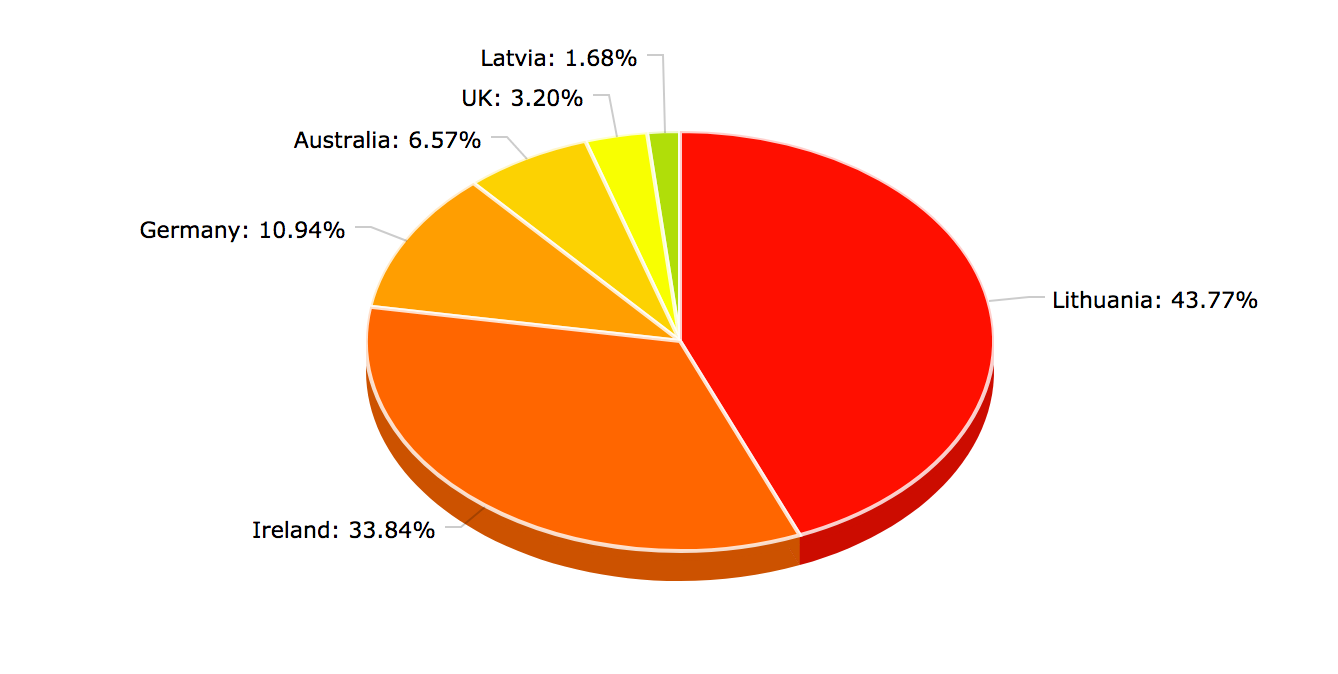 Latvia: 1.68%
UK: 3.20%
Australia: 6.57%
Germany: 10.94%
Lithuania: 43.77%
Ireland: 33.84%